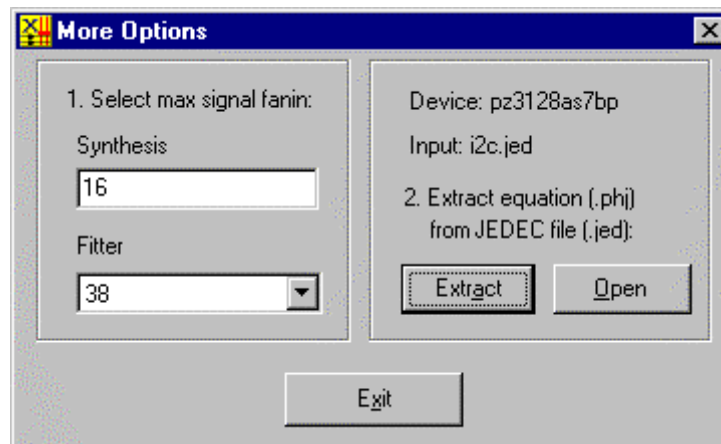 More Options
1. Select max signal fanin:
Synthesis
16
Fitter
38
Device: pz3128as7bp
Input: i2c.jed
2. Extract equation (.phj)
from JEDEC file (.jed):
Extract
Open
Exit